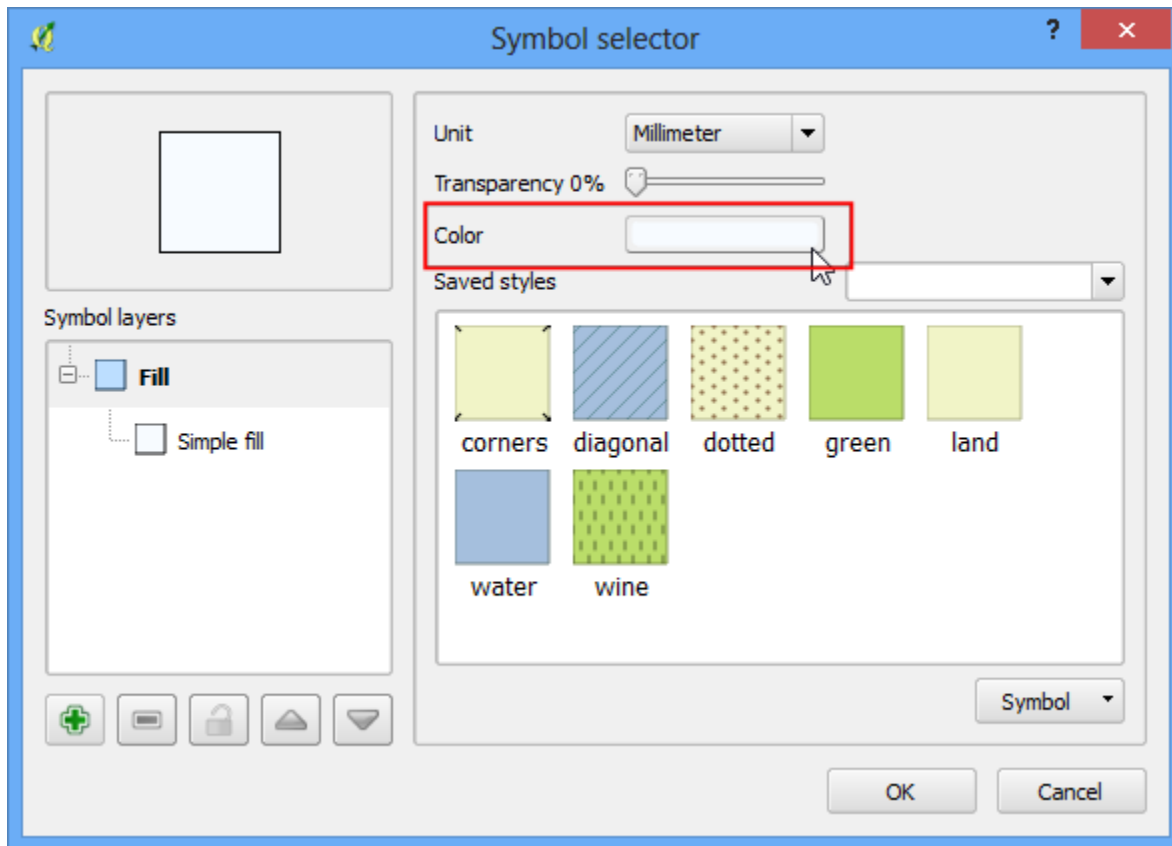 Symbol selector
?
Unit
Millimeter
Transparency 0%
Color
Saved styles
Symbol layers
Fill
Simple fill
corners diagonal dotted green land
water wine
Symbol
OK Cancel